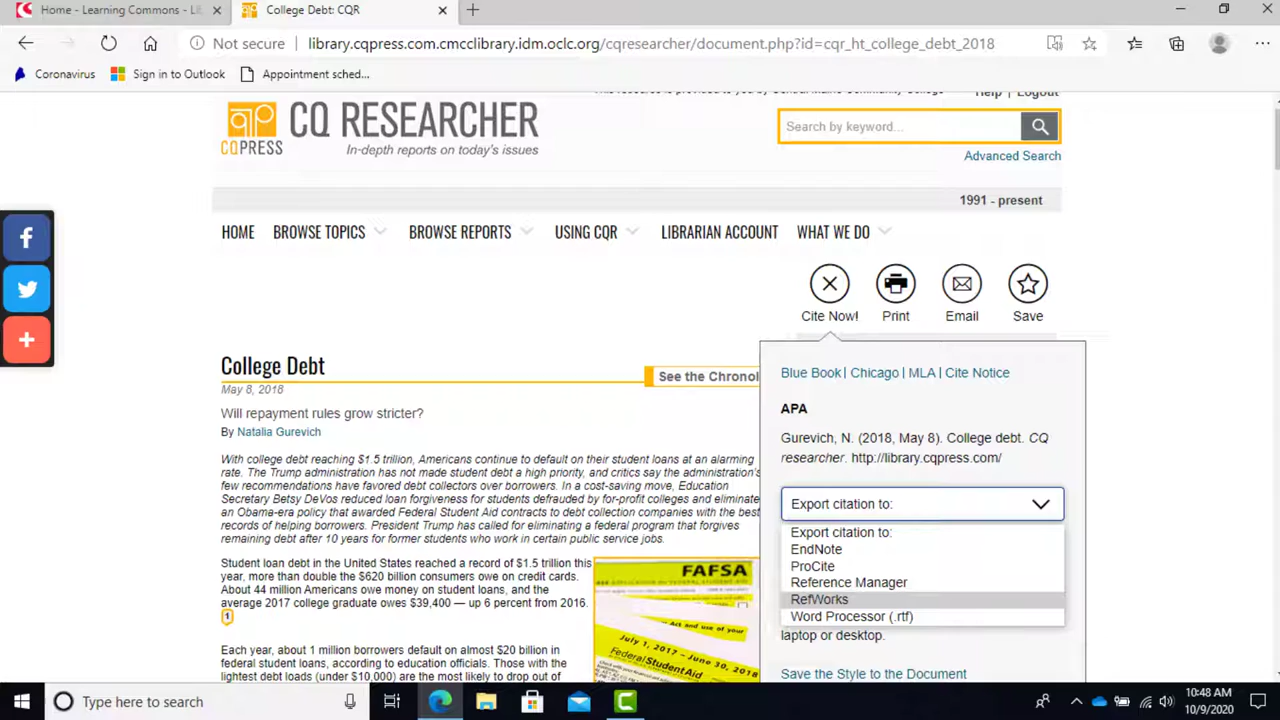 Home - Learning Commons - Lib
College Debt: CQR
Not secure
library.cqpress.com.cmcclibrary.idm.oclc.org/cqresearcher/document.php?id=cqr_ht_college_debt_2018
Coronavirus
Sign in to Outlook
Appointment sched...
This resource is provided to you by Central Maine Community College
Help | Logout
CQPRESS
CQ RESEARCHER
In-depth reports on today's issues
Search by keyword...
Advanced Search
1991 - present
HOME
BROWSE TOPICS
BROWSE REPORTS
USING CQR
LIBRARIAN ACCOUNT
WHAT WE DO
Cite Now!
Print
Email
Save
College Debt
See the Chronol
May 8, 2018
Will repayment rules grow stricter?
By Natalia Gurevich
With college debt reaching $1.5 trillion, Americans continue to default on their student loans at an alarming
rate. The Trump administration has not made student debt a high priority, and critics say the administration's
few recommendations have favored debt collectors over borrowers. In a cost-saving move, Education
Secretary Betsy DeVos reduced loan forgiveness for students defrauded by for-profit colleges and eliminate
an Obama-era policy that awarded Federal Student Aid contracts to debt collection companies with the best
records of helping borrowers. President Trump has called for eliminating a federal program that forgives
remaining debt after 10 years for former students who work in certain public service jobs.
Student loan debt in the United States reached a record of $1.5 trillion this
year, more than double the $620 billion consumers owe on credit cards.
About 44 million Americans owe money on student loans, and the
average 2017 college graduate owes $39,400 — up 6 percent from 2016.
1
Each year, about 1 million borrowers default on almost $20 billion in
federal student loans, according to education officials. Those with the
lightest debt loads (under $10,000) are the most likely to drop out of
FAFSA
July 1, 2017 – June 30, 2018
Federal Student Aid
Blue Book | Chicago | MLA | Cite Notice
APA
Gurevich, N. (2018, May 8). College debt. CQ
researcher. http://library.cqpress.com/
Export citation to:
Export citation to:
EndNote
ProCite
Reference Manager
RefWorks
Word Processor (.rtf)
laptop or desktop.
Save the Style to the Document
Type here to search
10:48 AM
10/9/2020